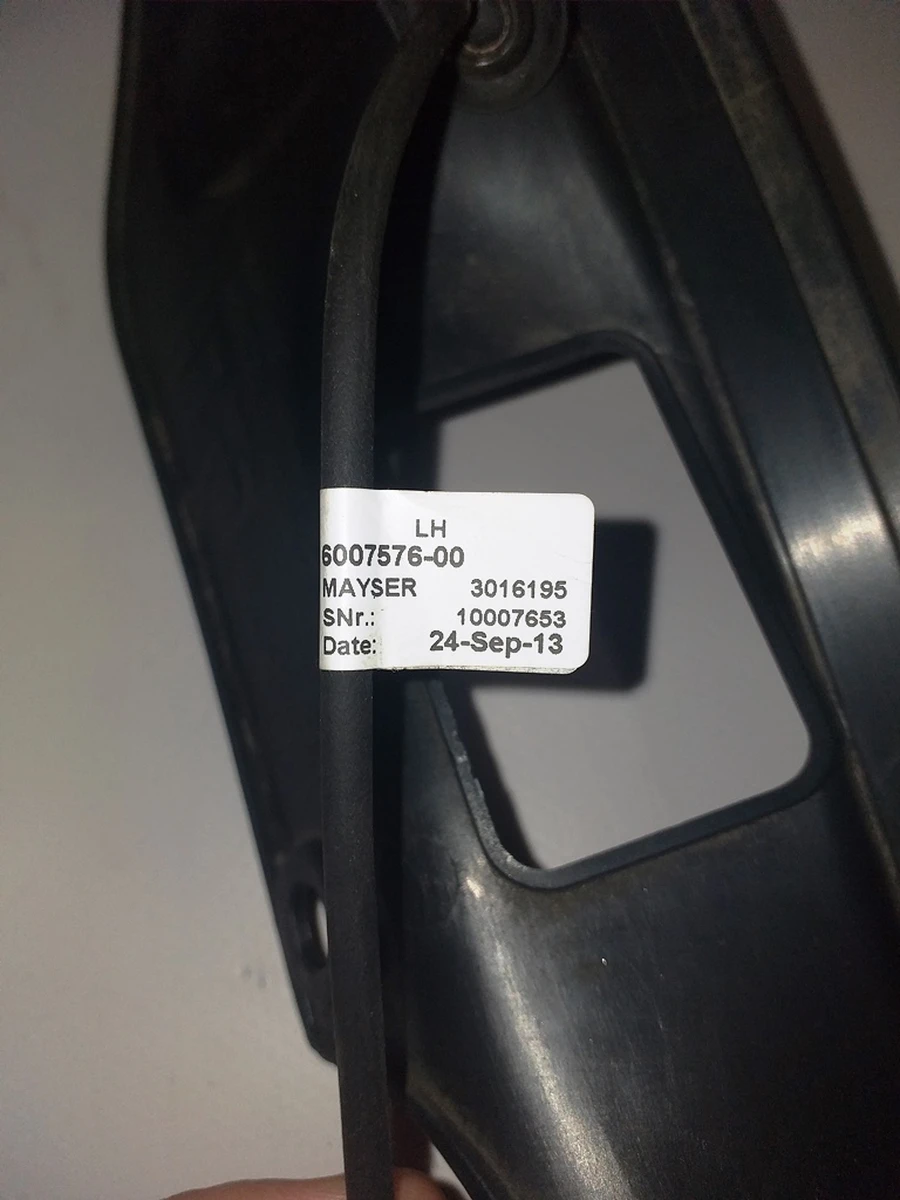 LH
6007576-00
MAYSER 3016195
SNr.: 10007653
Date: 24-Sep-13